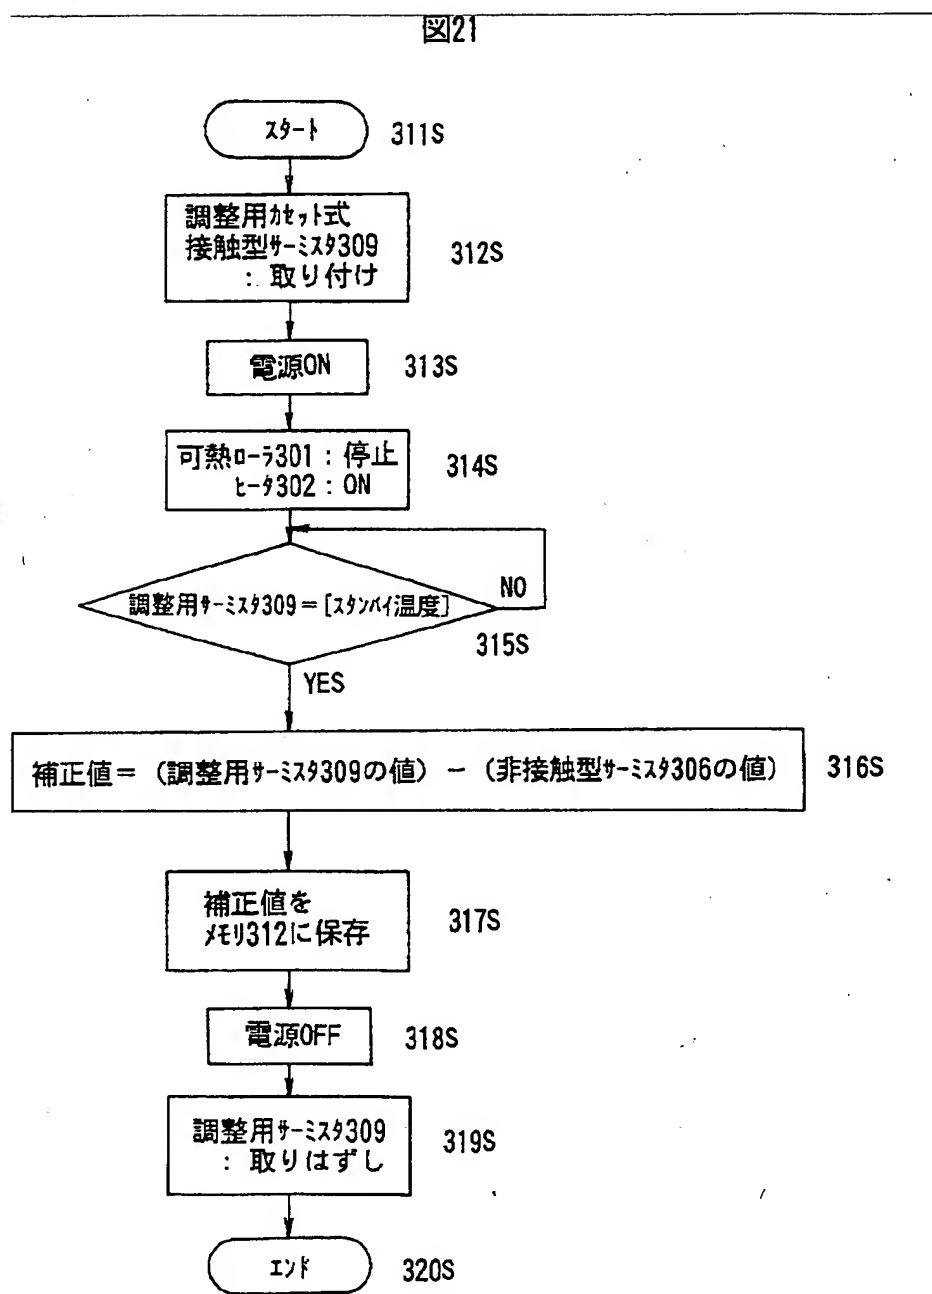 図21
スタート
311S
調整用カセット式
接触型サーミスタ309
：取り付け
312S
電源ON
313S
可熱ローラ301：停止
ヒータ302：ON
314S
NO
調整用サーミスタ309＝[スタンバイ温度]
315S
YES
補正値＝（調整用サーミスタ309の値）－（非接触型サーミスタ306の値）
316S
補正値を
メモリ312に保存
317S
電源OFF
318S
調整用サーミスタ309
：取りはずし
319S
エンド
320S